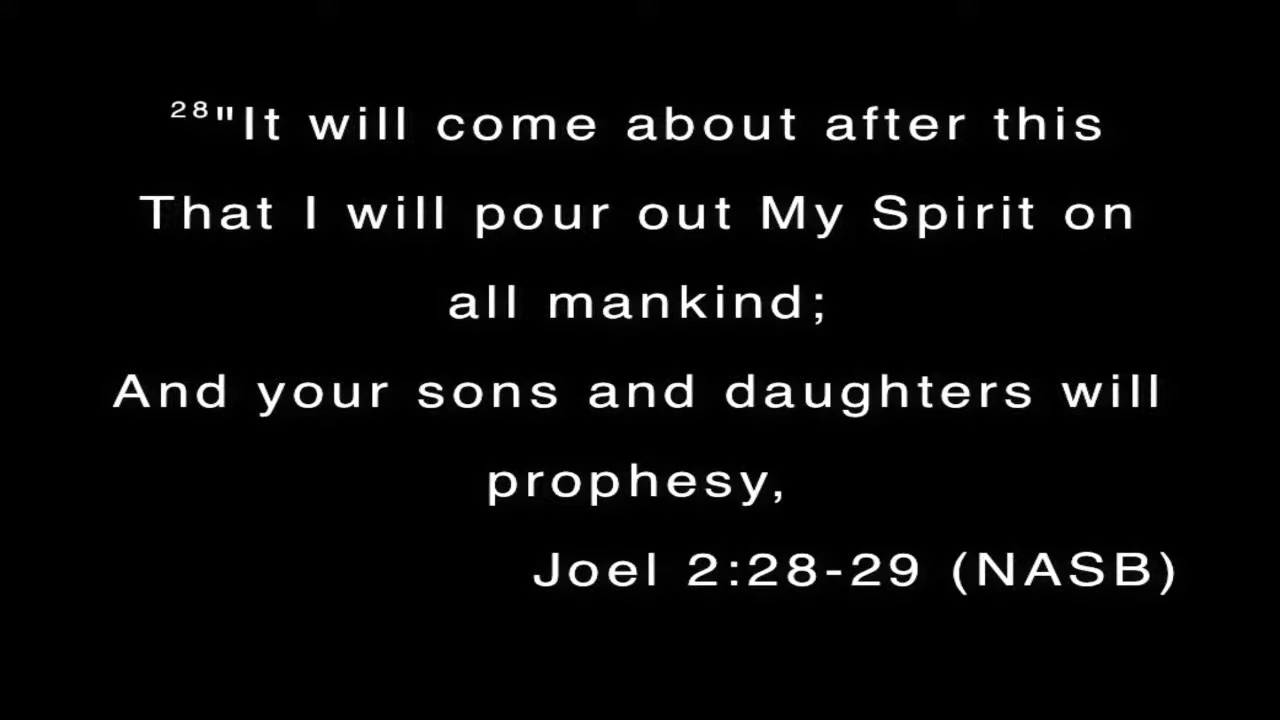 28"It will come about after this
That I will pour out My Spirit on
all mankind;
And your sons and daughters will
prophesy,
Joel 2:28-29 (NASB)